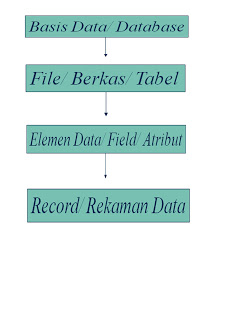 Basis Data/ Database
File/ Berkas/ Tabel
Elemen Data/ Field/ Atribut
Record/ Rekaman Data